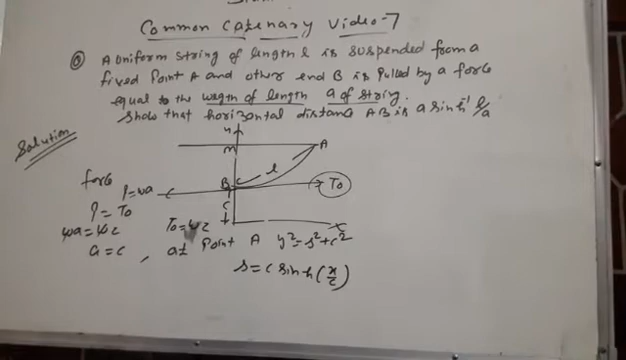 Common Catenary Video-7
Q A uniform string of length l is suspended from a
fixed point A and other end B is pulled by a force
equal to the weight of length a of string.
Show that horizontal distance AB is a sinh⁻¹ l/a
Solution
y
M
A
l
B
C
T₀
c
x
force
P=wa
P = T₀
wa = wc
a = c ,
T₀=wc
at point A y²=s²+c²
s = c sinh (x/c)